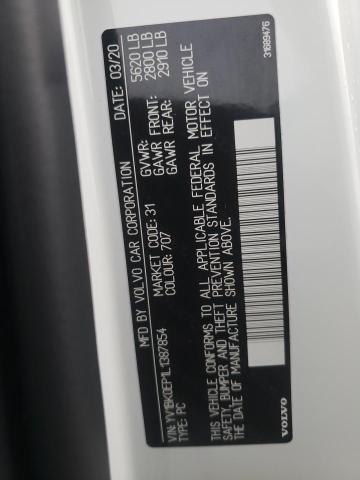 MFD BY VOLVO CAR CORPORATION DATE: 03/20
MARKET CODE: 31 GVWR: 5620 LB
COLOUR: 707 GAWR FRONT: 2800 LB
GAWR REAR: 2910 LB
VIN: YV1BK0EP1L1387854
TYPE: PC
THIS VEHICLE CONFORMS TO ALL APPLICABLE FEDERAL MOTOR VEHICLE
SAFETY, BUMPER AND THEFT PREVENTION STANDARDS IN EFFECT ON
THE DATE OF MANUFACTURE SHOWN ABOVE.
VOLVO 31689476